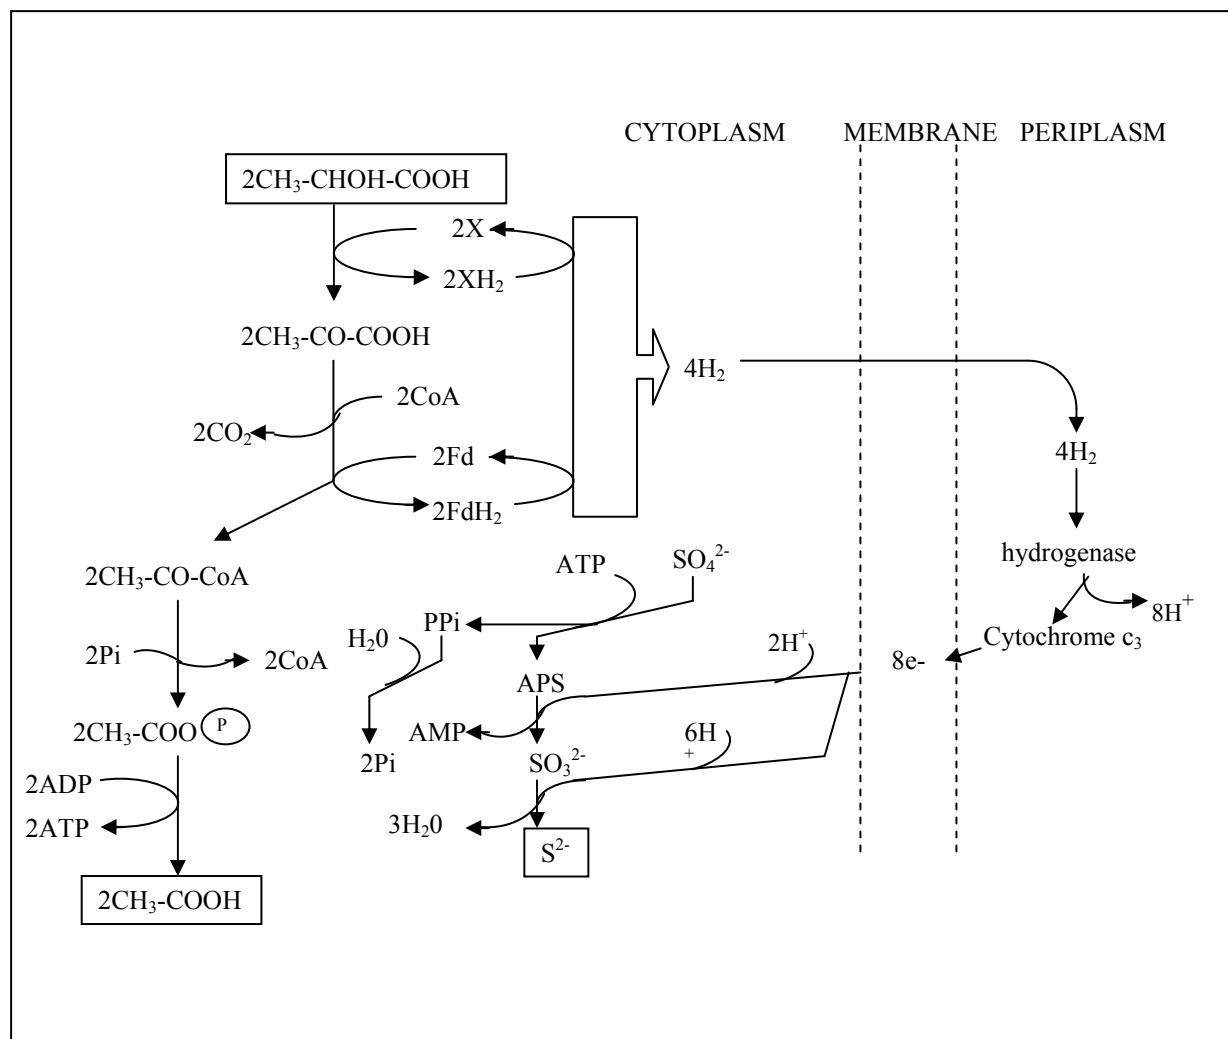 CYTOPLASM MEMBRANE PERIPLASM
2CH₃-CHOH-COOH
2X
2XH₂
2CH₃-CO-COOH
4H₂
2CoA
2CO₂
2Fd
4H₂
2FdH₂
hydrogenase
ATP
SO₄²⁻
2CH₃-CO-CoA
8H⁺
PPi
H₂0
2H⁺
Cytochrome c₃
2Pi
2CoA
8e-
APS
2CH₃-COO P
AMP
6H
+
2Pi
SO₃²⁻
2ADP
2ATP
3H₂0
S²⁻
2CH₃-COOH